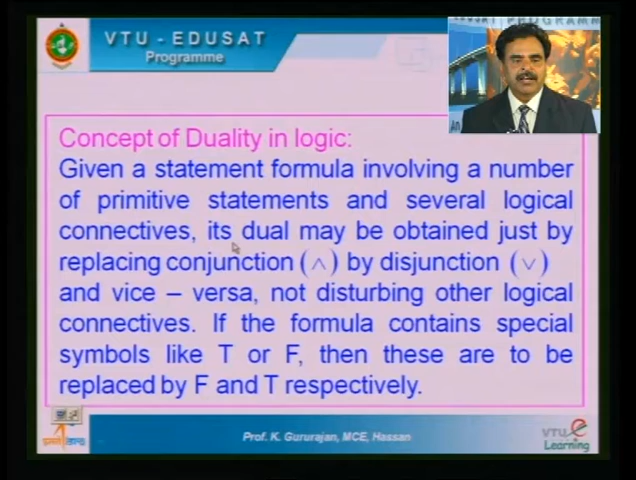 VTU - EDUSAT
Programme
Concept of Duality in logic:
Given a statement formula involving a number
of primitive statements and several logical
connectives, its dual may be obtained just by
replacing conjunction (∧) by disjunction (∨)
and vice – versa, not disturbing other logical
connectives. If the formula contains special
symbols like T or F, then these are to be
replaced by F and T respectively.
Prof. K. Gururajan, MCE, Hassan
VTU e
Learning